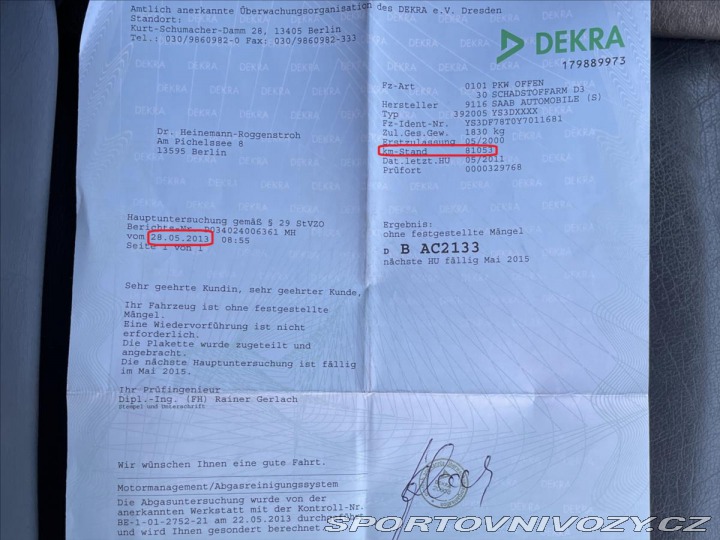 Amtlich anerkannte Überwachungsorganisation des DEKRA e.V. Dresden
Standort:
Kurt-Schumacher-Damm 28, 13405 Berlin
Tel.: 030/9860982-0 Fax: 030/9860982-333
DEKRA
179889973
Fz-Art 0101 PKW OFFEN
30 SCHADSTOFFARM D3
Hersteller 9116 SAAB AUTOMOBILE (S)
Typ 392005 YS3DXXXX
Fz-Ident-Nr. YS3DF78T0Y7011681
Zul.Ges.Gew. 1830 kg
Erstzulassung 05/2000
km-Stand 81053
Dat.letzt.HU 05/2011
Prüfort 0000329768
Dr. Heinemann-Roggenstroh
Am Pichelssee 8
13595 Berlin
Hauptuntersuchung gemäß § 29 StVZO
Berichts-Nr. D034024006361 MH
vom 28.05.2013 08:55
Seite 1 von 1
Ergebnis:
ohne festgestellte Mängel
D B AC2133
nächste HU fällig Mai 2015
Sehr geehrte Kundin, sehr geehrter Kunde,
Ihr Fahrzeug ist ohne festgestellte
Mängel.
Eine Wiedervorführung ist nicht
erforderlich.
Die Plakette wurde zugeteilt und
angebracht.
Die nächste Hauptuntersuchung ist fällig
im Mai 2015.
Ihr Prüfingenieur
Dipl.-Ing. (FH) Rainer Gerlach
Stempel und Unterschrift
Wir wünschen Ihnen eine gute Fahrt.
Motormanagement/Abgasreinigungssystem
Die Abgasuntersuchung wurde von der
anerkannten Werkstatt mit der Kontroll-Nr.
BE-1-01-2752-21 am 22.05.2013 durchgeführt
und wird Ihnen gesondert berechnet.
SPORTOVNIVOZY.CZ